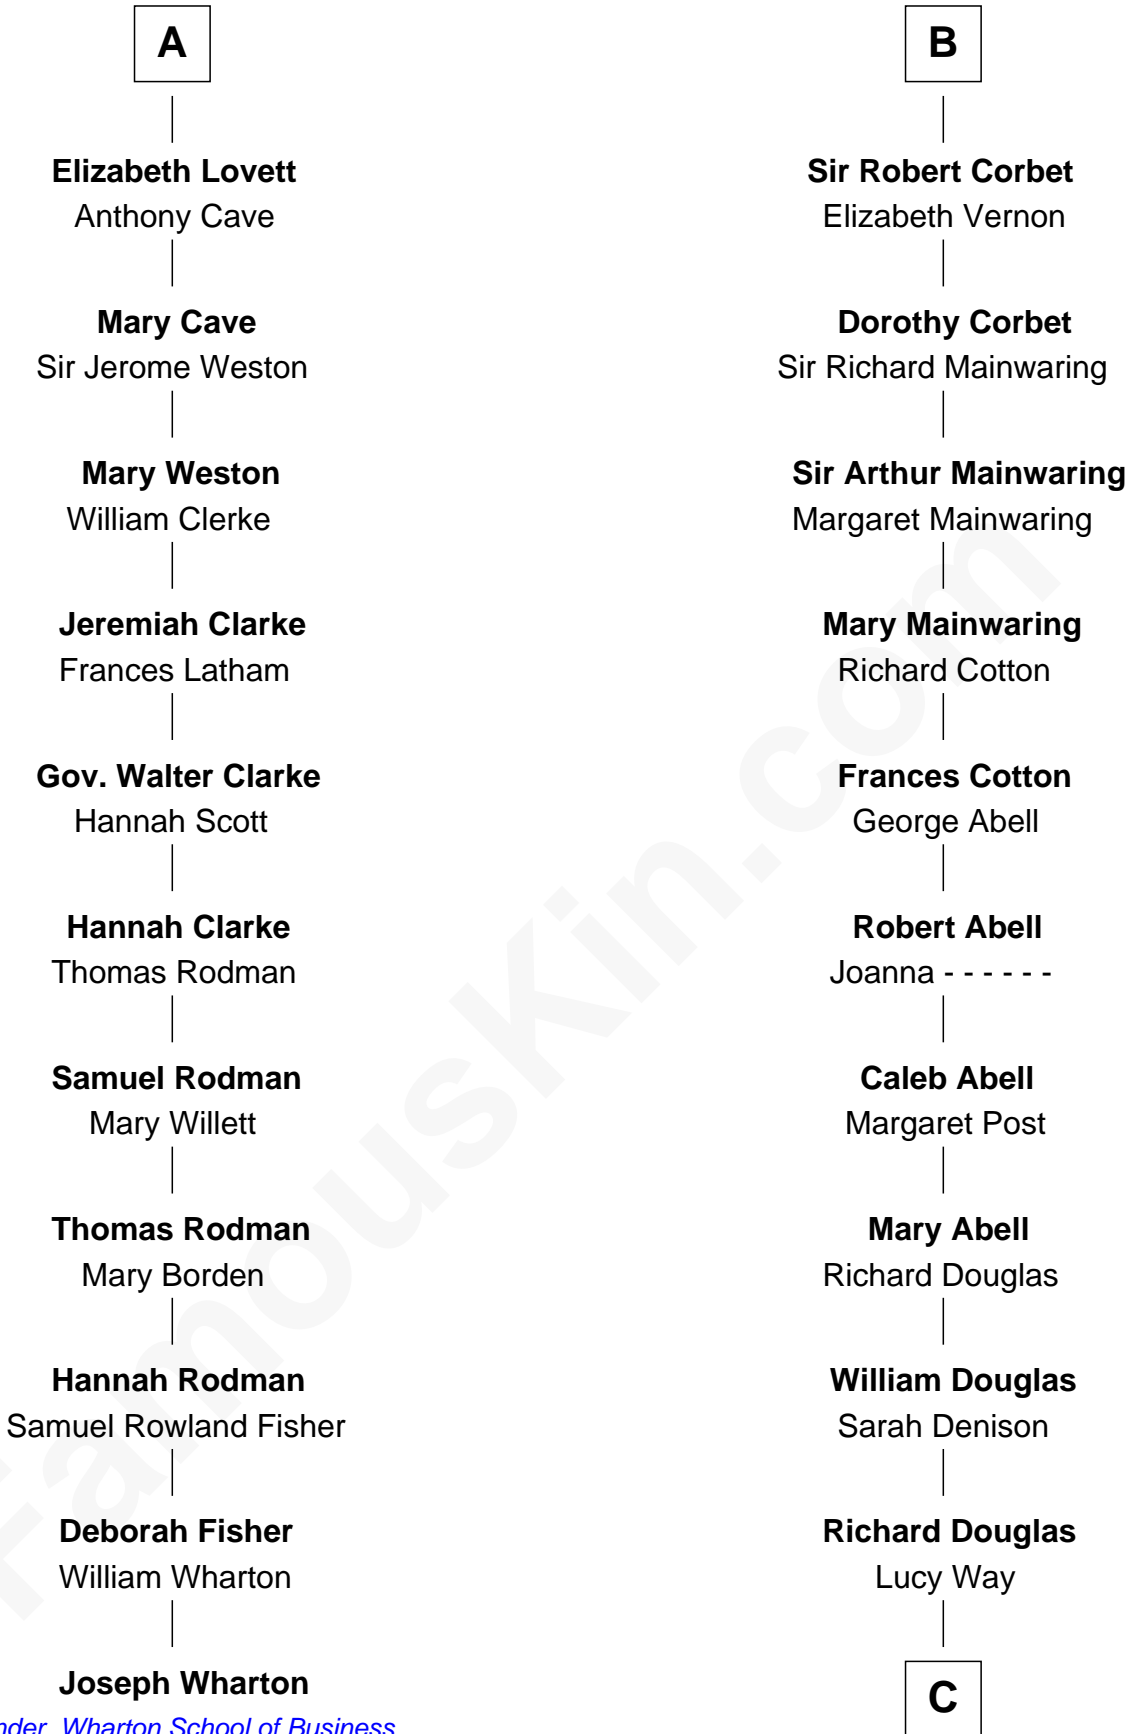 A
Elizabeth Lovett
Anthony Cave
Mary Cave
Sir Jerome Weston
Mary Weston
William Clerke
Jeremiah Clarke
Frances Latham
Gov. Walter Clarke
Hannah Scott
Hannah Clarke
Thomas Rodman
Samuel Rodman
Mary Willett
Thomas Rodman
Mary Borden
Hannah Rodman
Samuel Rowland Fisher
Deborah Fisher
William Wharton
Joseph Wharton
Wharton School of Business
B
Sir Robert Corbet
Elizabeth Vernon
Dorothy Corbet
Sir Richard Mainwaring
Sir Arthur Mainwaring
Margaret Mainwaring
Mary Mainwaring
Richard Cotton
Frances Cotton
George Abell
Robert Abell
Joanna - - - - - -
Caleb Abell
Margaret Post
Mary Abell
Richard Douglas
William Douglas
Sarah Denison
Richard Douglas
Lucy Way
C
FamousKin.com